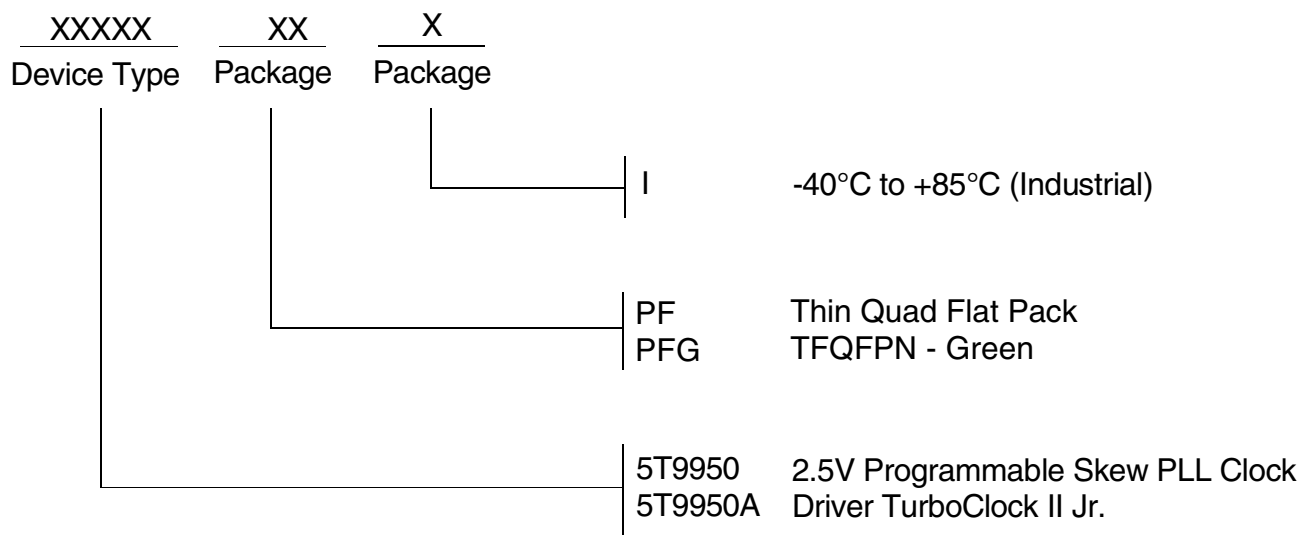 XXXXX XX X
Device Type Package Package
I -40°C to +85°C (Industrial)
PF Thin Quad Flat Pack
PFG TFQFPN - Green
5T9950 2.5V Programmable Skew PLL Clock
5T9950A Driver TurboClock II Jr.